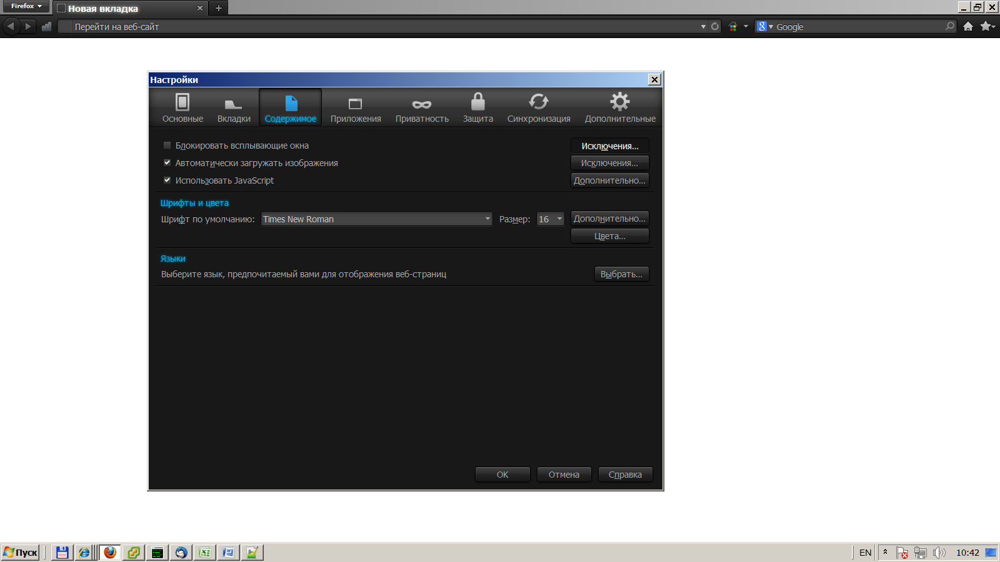 Firefox
Новая вкладка
Перейти на веб-сайт
Google
Настройки
Основные Вкладки Содержимое Приложения Приватность Защита Синхронизация Дополнительные
Блокировать всплывающие окна Исключения...
Автоматически загружать изображения Исключения...
Использовать JavaScript Дополнительно...
Шрифты и цвета
Шрифт по умолчанию: Times New Roman Размер: 16 Дополнительно...
Цвета...
Языки
Выберите язык, предпочитаемый вами для отображения веб-страниц Выбрать...
OK Отмена Справка
Пуск EN 10:42